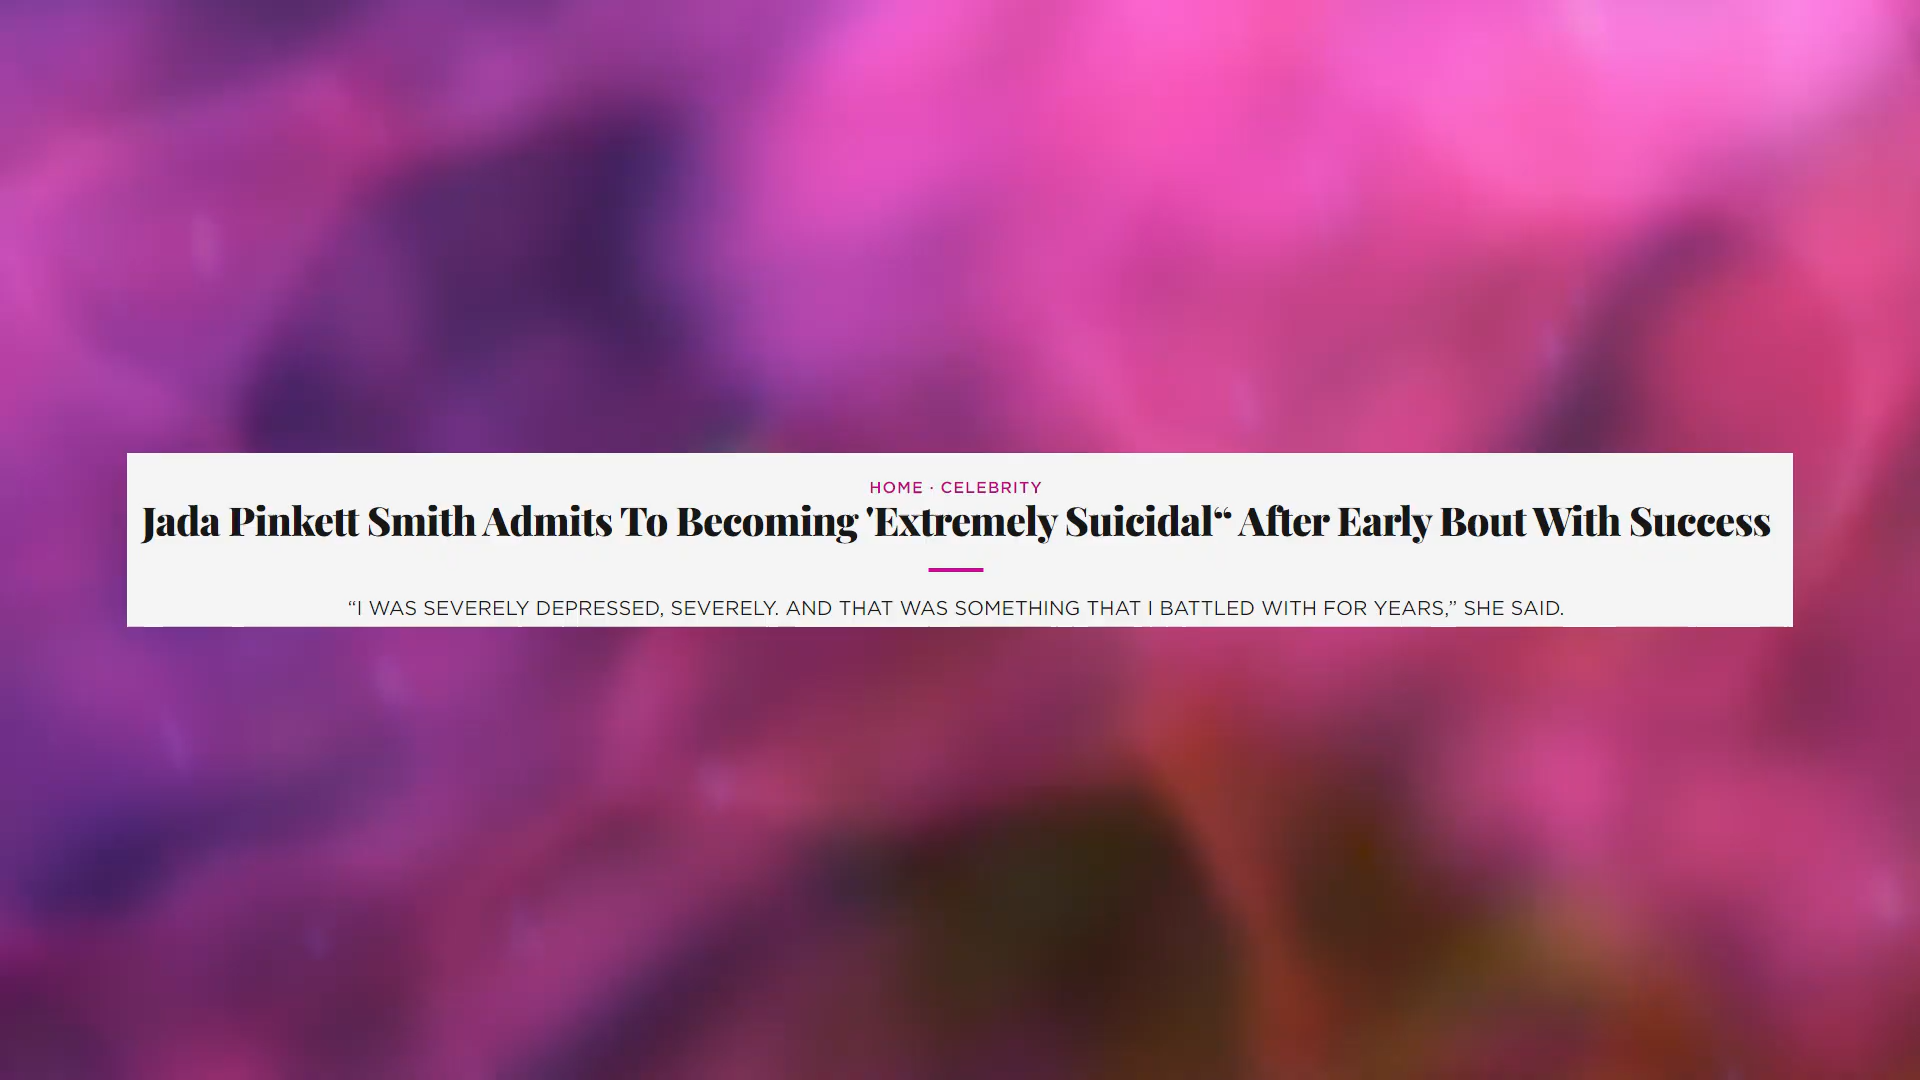 HOME · CELEBRITY
Jada Pinkett Smith Admits To Becoming 'Extremely Suicidal“ After Early Bout With Success
“I WAS SEVERELY DEPRESSED, SEVERELY. AND THAT WAS SOMETHING THAT I BATTLED WITH FOR YEARS,” SHE SAID.